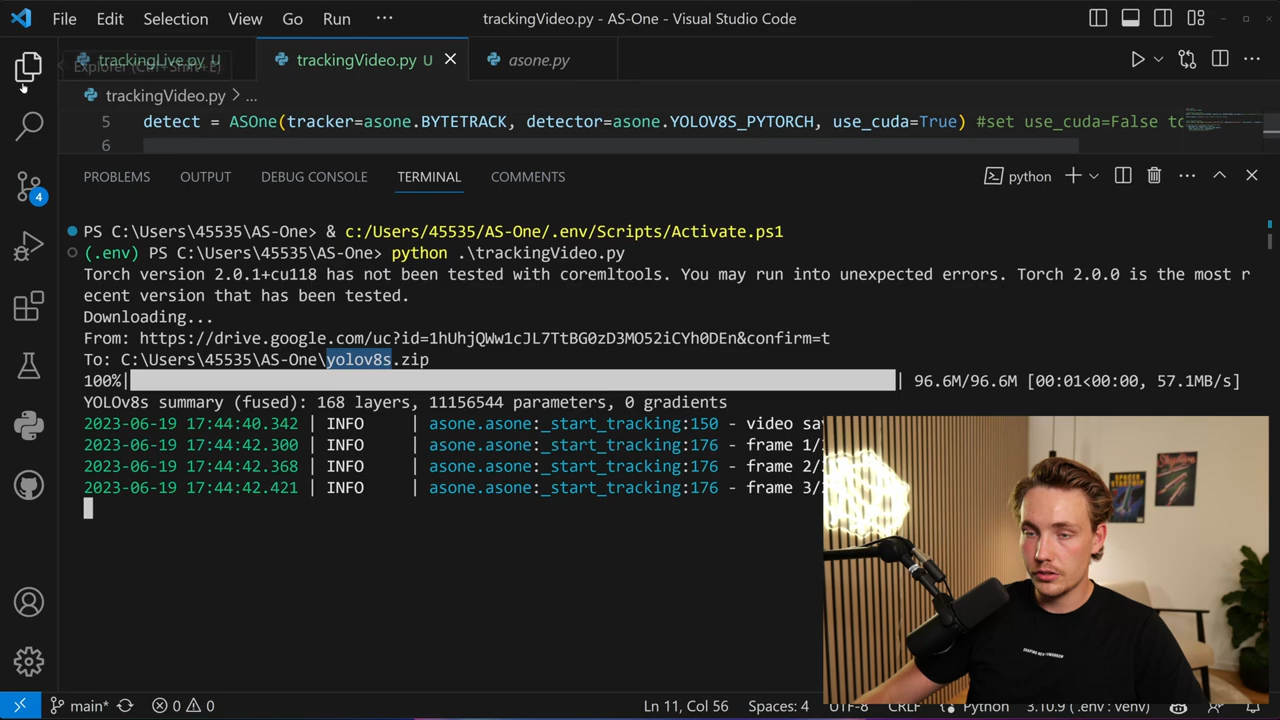 File Edit Selection View Go Run ··· trackingVideo.py - AS-One - Visual Studio Code
trackingLive.py U trackingVideo.py U asone.py
Explorer (Ctrl+Shift+E)
trackingVideo.py > ...
5 detect = ASOne(tracker=asone.BYTETRACK, detector=asone.YOLOV8S_PYTORCH, use_cuda=True) #set use_cuda=False to
6
PROBLEMS OUTPUT DEBUG CONSOLE TERMINAL COMMENTS python
PS C:\Users\45535\AS-One> & c:/Users/45535/AS-One/.env/Scripts/Activate.ps1
(.env) PS C:\Users\45535\AS-One> python .\trackingVideo.py
Torch version 2.0.1+cu118 has not been tested with coremltools. You may run into unexpected errors. Torch 2.0.0 is the most r
ecent version that has been tested.
Downloading...
From: https://drive.google.com/uc?id=1hUhjQWw1cJL7TtBG0zD3MO52iCYh0DEn&confirm=t
To: C:\Users\45535\AS-One\yolov8s.zip
100%| | 96.6M/96.6M [00:01<00:00, 57.1MB/s]
YOLOv8s summary (fused): 168 layers, 11156544 parameters, 0 gradients
2023-06-19 17:44:40.342 | INFO | asone.asone:_start_tracking:150 - video sav
2023-06-19 17:44:42.300 | INFO | asone.asone:_start_tracking:176 - frame 1/
2023-06-19 17:44:42.368 | INFO | asone.asone:_start_tracking:176 - frame 2/
2023-06-19 17:44:42.421 | INFO | asone.asone:_start_tracking:176 - frame 3/
4
main* 0 0 Ln 11, Col 56 Spaces: 4 UTF-8 CRLF Python 3.10.9 (.env: venv)